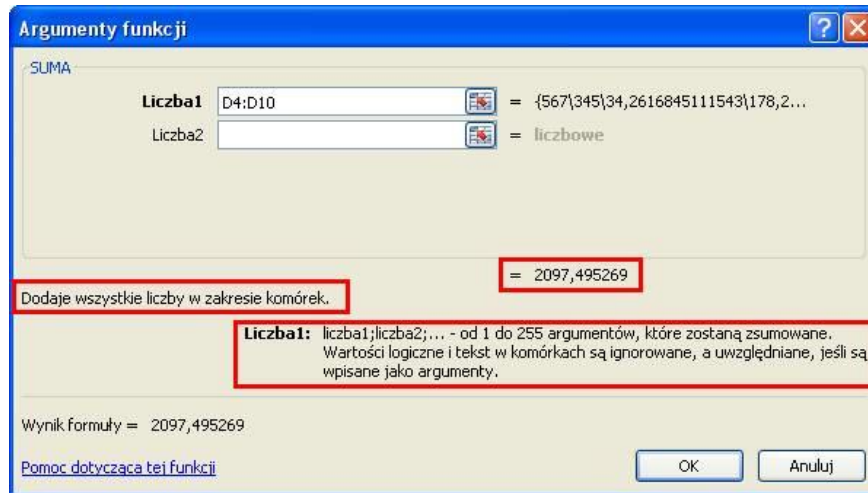 Argumenty funkcji
SUMA
Liczba1 D4:D10 = {567\345\34,2616845111543\178,2...
Liczba2 = liczbowe
= 2097,495269
Dodaje wszystkie liczby w zakresie komórek.
Liczba1: liczba1;liczba2;... - od 1 do 255 argumentów, które zostaną zsumowane.
Wartości logiczne i tekst w komórkach są ignorowane, a uwzględniane, jeśli są
wpisane jako argumenty.
Wynik formuły = 2097,495269
Pomoc dotycząca tej funkcji
OK Anuluj